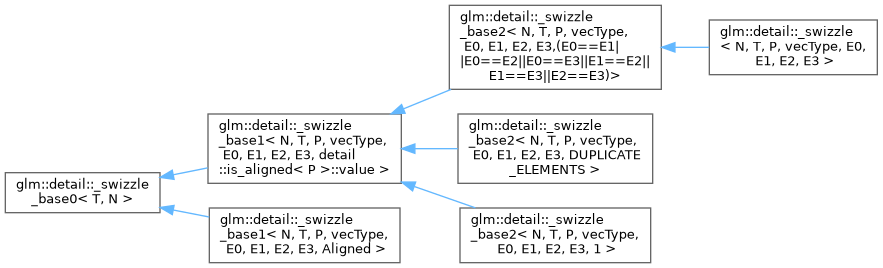 glm::detail::_swizzle
_base2< N, T, P, vecType,
E0, E1, E2, E3,(E0==E1|
|E0==E2||E0==E3||E1==E2||
E1==E3||E2==E3)>
glm::detail::_swizzle
< N, T, P, vecType, E0,
E1, E2, E3 >
glm::detail::_swizzle
_base1< N, T, P, vecType,
E0, E1, E2, E3, detail
::is_aligned< P >::value >
glm::detail::_swizzle
_base2< N, T, P, vecType,
E0, E1, E2, E3, DUPLICATE
_ELEMENTS >
glm::detail::_swizzle
_base0< T, N >
glm::detail::_swizzle
_base1< N, T, P, vecType,
E0, E1, E2, E3, Aligned >
glm::detail::_swizzle
_base2< N, T, P, vecType,
E0, E1, E2, E3, 1 >